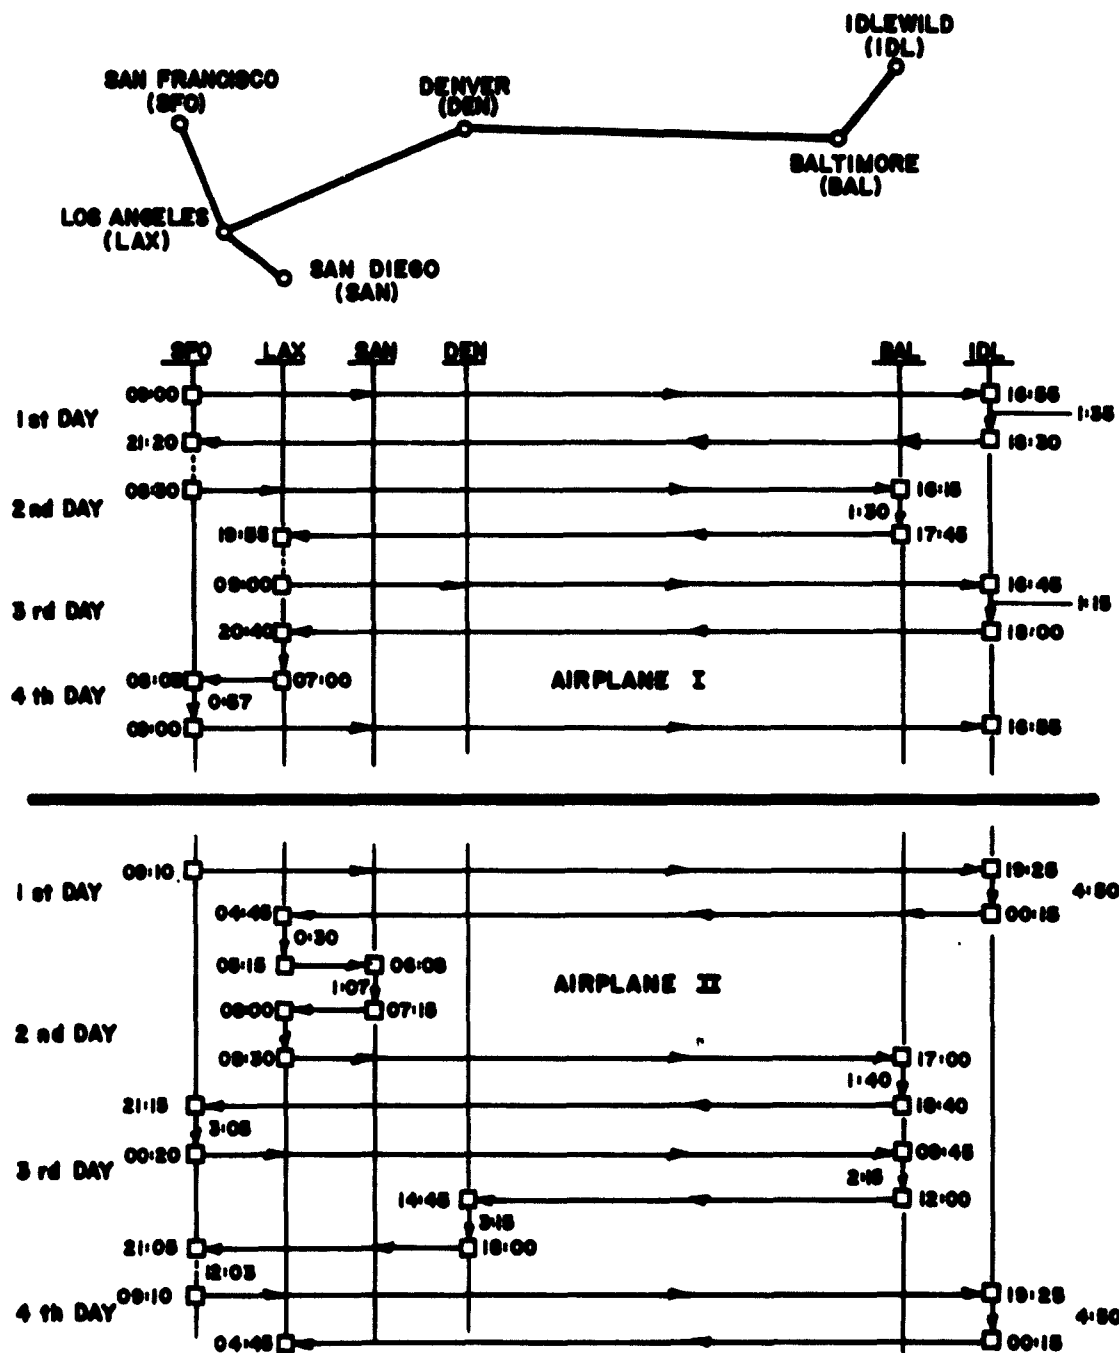 IDLEWILD
(IDL)
SAN FRANCISCO
(SFO)
DENVER
(DEN)
BALTIMORE
(BAL)
LOS ANGELES
(LAX)
SAN DIEGO
(SAN)
SFO LAX SAN DEN BAL IDL
09:00 16:55
1st DAY 1:35
21:20 18:30
16:15
2nd DAY 1:30
19:55 17:45
09:00 16:45
3rd DAY 1:15
20:40 18:00
07:00 AIRPLANE I
4th DAY 0:57
09:00 16:55
09:10 19:25
1st DAY 4:50
04:45 00:15
0:30
05:15 06:08 AIRPLANE II
1:07
08:00 07:15
2nd DAY
09:30 17:00
1:40
21:15 18:40
3:05
00:20 09:45
3rd DAY 2:15
14:45 12:00
3:15
21:05 18:00
12:03
09:10 19:25
4th DAY 4:50
04:45 00:15